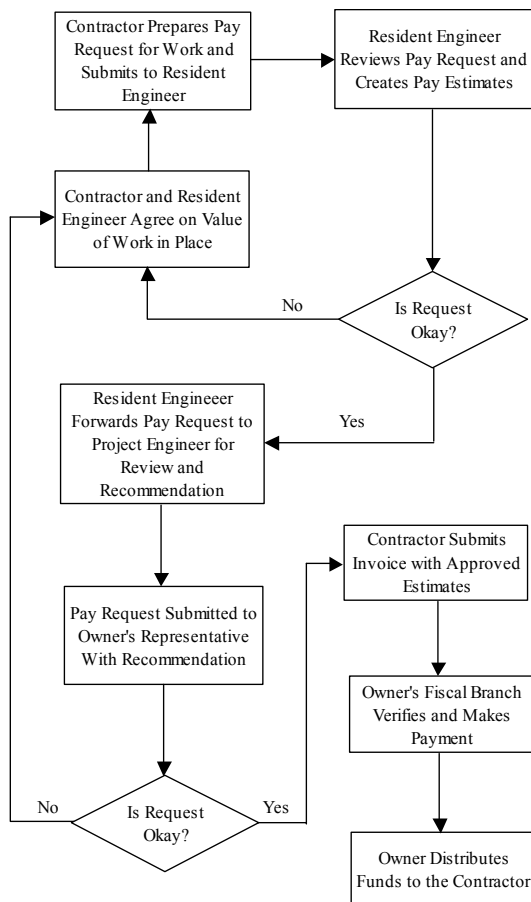 Contractor Prepares Pay
Request for Work and
Submits to Resident
Engineer
Resident Engineer
Reviews Pay Request and
Creates Pay Estimates
Contractor and Resident
Engineer Agree on Value
of Work in Place
No
Is Request
Okay?
Yes
Resident Engineeer
Forwards Pay Request to
Project Engineer for
Review and
Recommendation
Pay Request Submitted to
Owner's Representative
With Recommendation
No
Is Request
Okay?
Yes
Contractor Submits
Invoice with Approved
Estimates
Owner's Fiscal Branch
Verifies and Makes
Payment
Owner Distributes
Funds to the Contractor